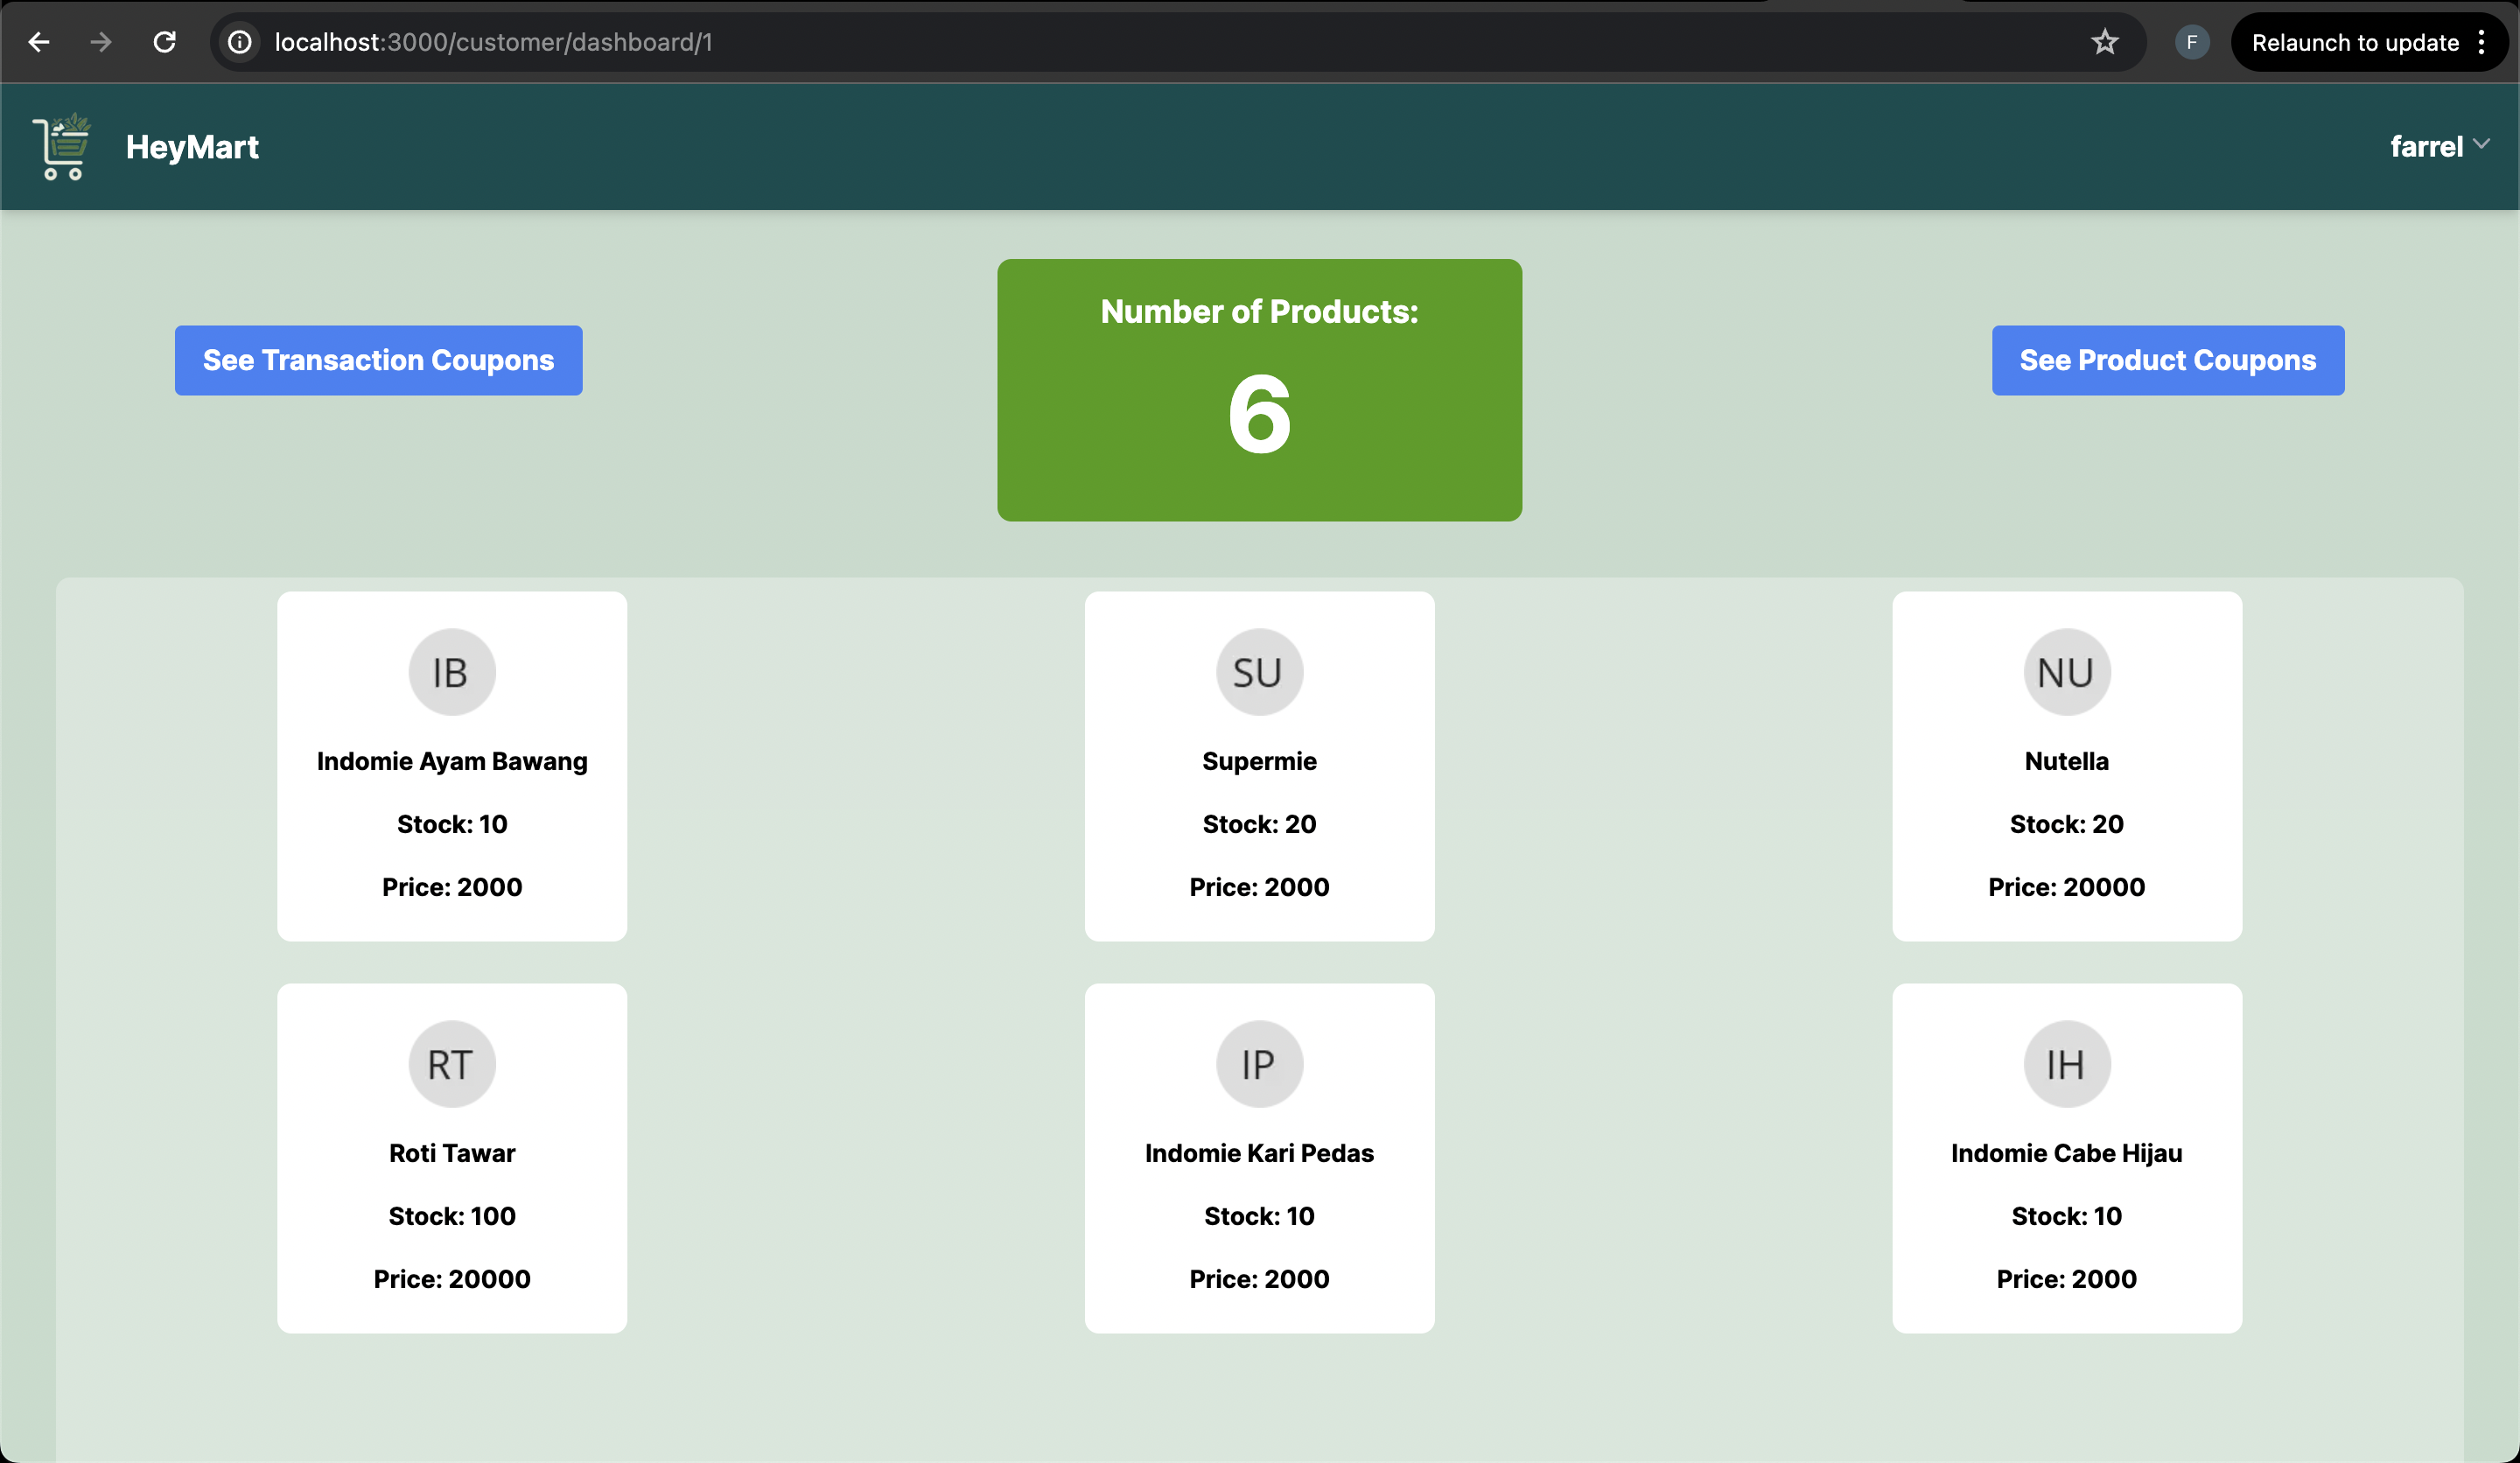 localhost:3000/customer/dashboard/1
F
Relaunch to update
HeyMart
farrel
See Transaction Coupons
Number of Products:
6
See Product Coupons
IB
Indomie Ayam Bawang
Stock: 10
Price: 2000
SU
Supermie
Stock: 20
Price: 2000
NU
Nutella
Stock: 20
Price: 20000
RT
Roti Tawar
Stock: 100
Price: 20000
IP
Indomie Kari Pedas
Stock: 10
Price: 2000
IH
Indomie Cabe Hijau
Stock: 10
Price: 2000